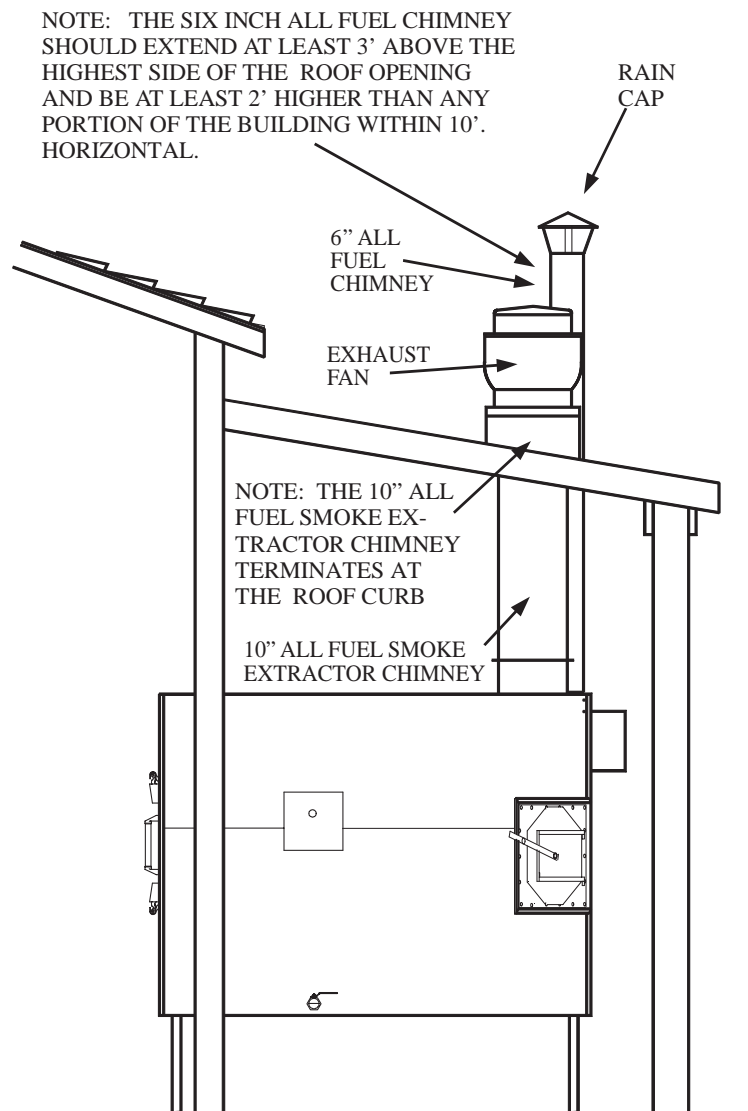 NOTE:  THE SIX INCH ALL FUEL CHIMNEY
SHOULD EXTEND AT LEAST 3’ ABOVE THE
HIGHEST SIDE OF THE  ROOF OPENING
AND BE AT LEAST 2’ HIGHER THAN ANY
PORTION OF THE BUILDING WITHIN 10’.
HORIZONTAL.
RAIN
CAP
6” ALL
FUEL
CHIMNEY
EXHAUST
FAN
NOTE:  THE 10” ALL
FUEL SMOKE EX-
TRACTOR CHIMNEY
TERMINATES AT
THE  ROOF CURB
10” ALL FUEL SMOKE
EXTRACTOR CHIMNEY